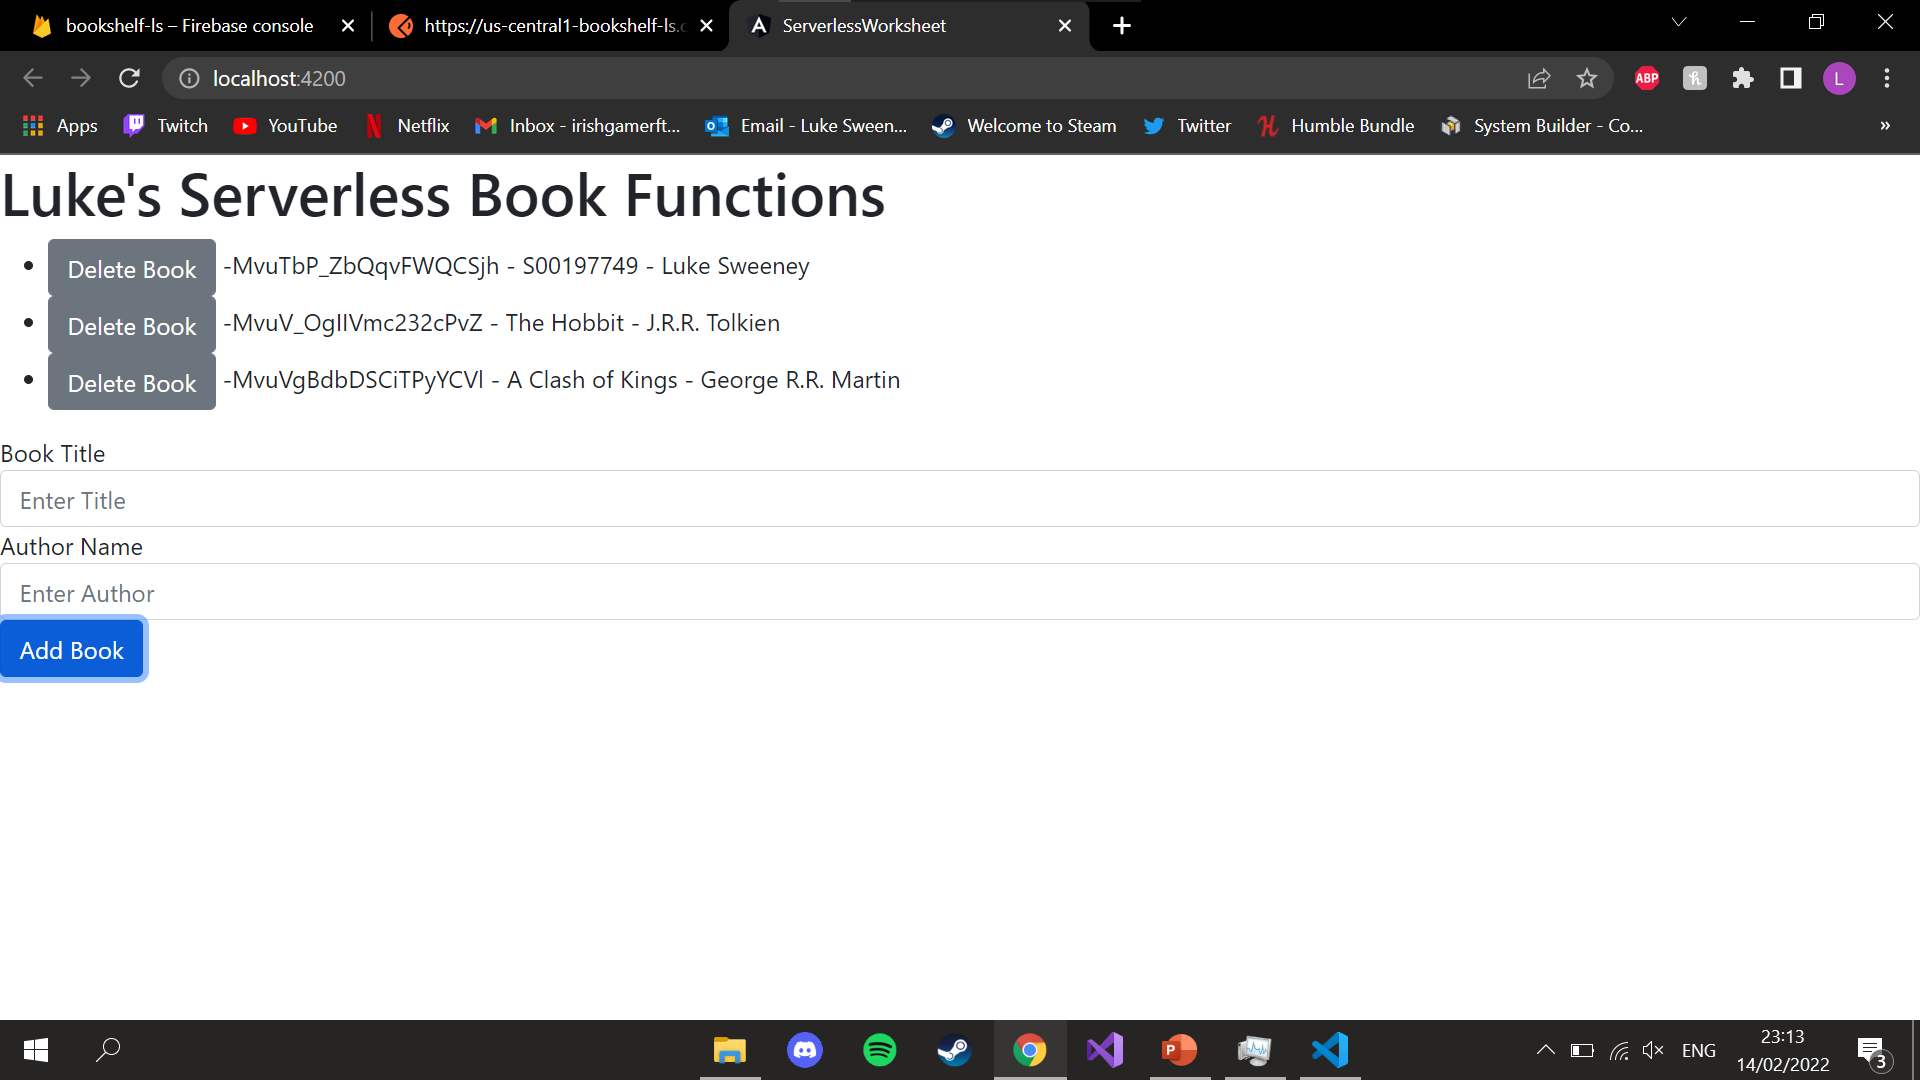 bookshelf-ls – Firebase console
https://us-central1-bookshelf-ls.c
ServerlessWorksheet
localhost:4200
ABP
L
Apps
Twitch
YouTube
Netflix
Inbox - irishgamerft...
Email - Luke Sween...
Welcome to Steam
Twitter
Humble Bundle
System Builder - Co...
»
Luke's Serverless Book Functions
Delete Book -MvuTbP_ZbQqvFWQCSjh - S00197749 - Luke Sweeney
Delete Book -MvuV_OgIIVmc232cPvZ - The Hobbit - J.R.R. Tolkien
Delete Book -MvuVgBdbDSCiTPyYCVl - A Clash of Kings - George R.R. Martin
Book Title
Enter Title
Author Name
Enter Author
Add Book
ENG
23:13
14/02/2022
3